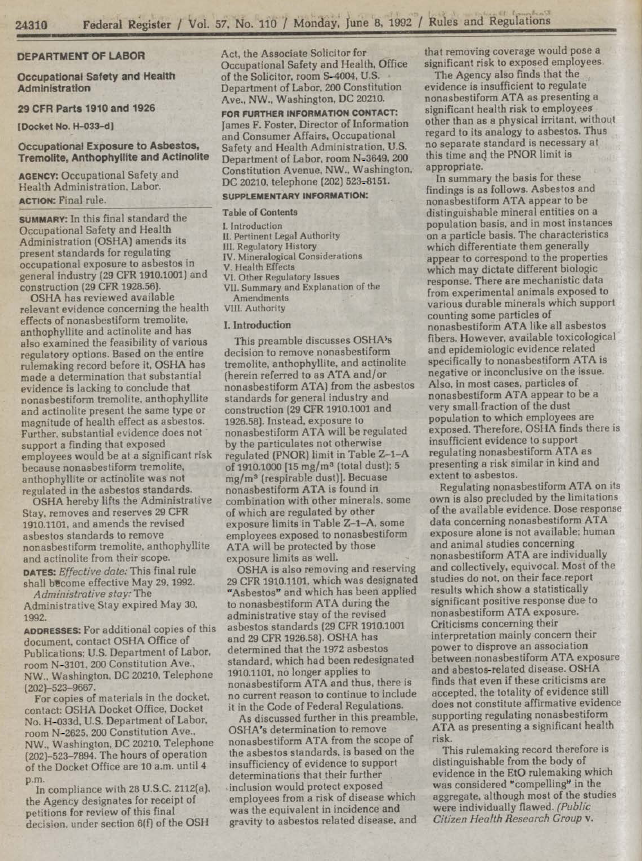 24310 Federal Register / Vol. 57, No. 110 / Monday, June 8, 1992 / Rules and Regulations
DEPARTMENT OF LABOR
Occupational Safety and Health
Administration
29 CFR Parts 1910 and 1926
[Docket No. H-033-d]
Occupational Exposure to Asbestos,
Tremolite, Anthophyllite and Actinolite
AGENCY: Occupational Safety and
Health Administration, Labor.
ACTION: Final rule.
SUMMARY: In this final standard the
Occupational Safety and Health
Administration (OSHA) amends its
present standards for regulating
occupational exposure to asbestos in
general industry (29 CFR 1910.1001) and
construction (29 CFR 1928.56).
OSHA has reviewed available
relevant evidence concerning the health
effects of nonasbestiform tremolite,
anthophyllite and actinolite and has
also examined the feasibility of various
regulatory options. Based on the entire
rulemaking record before it, OSHA has
made a determination that substantial
evidence is lacking to conclude that
nonasbestiform tremolite, anthophyllite
and actinolite present the same type or
magnitude of health effect as asbestos.
Further, substantial evidence does not
support a finding that exposed
employees would be at a significant risk
because nonasbestiform tremolite,
anthophyllite or actinolite was not
regulated in the asbestos standards.
OSHA hereby lifts the Administrative
Stay, removes and reserves 29 CFR
1910.1101, and amends the revised
asbestos standards to remove
nonasbestiform tremolite, anthophyllite
and actinolite from their scope.
DATES: Effective date: This final rule
shall become effective May 29, 1992.
Administrative stay: The
Administrative Stay expired May 30,
1992.
ADDRESSES: For additional copies of this
document, contact OSHA Office of
Publications; U.S. Department of Labor,
room N-3101, 200 Constitution Ave.,
NW., Washington, DC 20210, Telephone
(202)-523-9667.
For copies of materials in the docket,
contact: OSHA Docket Office, Docket
No. H-033d, U.S. Department of Labor,
room N-2625, 200 Constitution Ave.,
NW., Washington, DC 20210, Telephone
(202)-523-7894. The hours of operation
of the Docket Office are 10 a.m. until 4
p.m.
In compliance with 28 U.S.C. 2112(a),
the Agency designates for receipt of
petitions for review of this final
decision, under section 6(f) of the OSH
Act, the Associate Solicitor for
Occupational Safety and Health, Office
of the Solicitor, room S-4004, U.S.
Department of Labor, 200 Constitution
Ave., NW., Washington, DC 20210.
FOR FURTHER INFORMATION CONTACT:
James F. Foster, Director of Information
and Consumer Affairs, Occupational
Safety and Health Administration, U.S.
Department of Labor, room N-3649, 200
Constitution Avenue, NW., Washington,
DC 20210, telephone (202) 523-6151.
SUPPLEMENTARY INFORMATION:
Table of Contents
I. Introduction
II. Pertinent Legal Authority
III. Regulatory History
IV. Mineralogical Considerations
V. Health Effects
VI. Other Regulatory Issues
VII. Summary and Explanation of the
Amendments
VIII. Authority
I. Introduction
This preamble discusses OSHA's
decision to remove nonasbestiform
tremolite, anthophyllite, and actinolite
(herein referred to as ATA and/or
nonasbestiform ATA) from the asbestos
standards for general industry and
construction (29 CFR 1910.1001 and
1926.58). Instead, exposure to
nonasbestiform ATA will be regulated
by the particulates not otherwise
regulated (PNOR) limit in Table Z-1-A
of 1910.1000 [15 mg/m³ (total dust); 5
mg/m³ (respirable dust)]. Becuase
nonasbestiform ATA is found in
combination with other minerals, some
of which are regulated by other
exposure limits in Table Z-1-A, some
employees exposed to nonasbestiform
ATA will be protected by those
exposure limits as well.
OSHA is also removing and reserving
29 CFR 1910.1101, which was designated
"Asbestos" and which has been applied
to nonasbestiform ATA during the
administrative stay of the revised
asbestos standards (29 CFR 1910.1001
and 29 CFR 1926.58). OSHA has
determined that the 1972 asbestos
standard, which had been redesignated
1910.1101, no longer applies to
nonasbestiform ATA and thus, there is
no current reason to continue to include
it in the Code of Federal Regulations.
As discussed further in this preamble,
OSHA's determination to remove
nonasbestiform ATA from the scope of
the asbestos standards, is based on the
insufficiency of evidence to support
determinations that their further
inclusion would protect exposed
employees from a risk of disease which
was the equivalent in incidence and
gravity to asbestos related disease, and
that removing coverage would pose a
significant risk to exposed employees.
The Agency also finds that the
evidence is insufficient to regulate
nonasbestiform ATA as presenting a
significant health risk to employees
other than as a physical irritant, without
regard to its analogy to asbestos. Thus
no separate standard is necessary at
this time and the PNOR limit is
appropriate.
In summary the basis for these
findings is as follows. Asbestos and
nonasbestiform ATA appear to be
distinguishable mineral entities on a
population basis, and in most instances
on a particle basis. The characteristics
which differentiate them generally
appear to correspond to the properties
which may dictate different biologic
response. There are mechanistic data
from experimental animals exposed to
various durable minerals which support
counting some particles of
nonasbestiform ATA like all asbestos
fibers. However, available toxicological
and epidemiologic evidence related
specifically to nonasbestiform ATA is
negative or inconclusive on the issue.
Also, in most cases, particles of
nonasbestiform ATA appear to be a
very small fraction of the dust
population to which employees are
exposed. Therefore, OSHA finds there is
insufficient evidence to support
regulating nonasbestiform ATA as
presenting a risk similar in kind and
extent to asbestos.
Regulating nonasbestiform ATA on its
own is also precluded by the limitations
of the available evidence. Dose response
data concerning nonasbestiform ATA
exposure alone is not available; human
and animal studies concerning
nonasbestiform ATA are individually
and collectively, equivocal. Most of the
studies do not, on their face report
results which show a statistically
significant positive response due to
nonasbestiform ATA exposure.
Criticisms concerning their
interpretation mainly concern their
power to disprove an association
between nonasbestiform ATA exposure
and abestos-related disease. OSHA
finds that even if these criticisms are
accepted, the totality of evidence still
does not constitute affirmative evidence
supporting regulating nonasbestiform
ATA as presenting a significant health
risk.
This rulemaking record therefore is
distinguishable from the body of
evidence in the EtO rulemaking which
was considered "compelling" in the
aggregate, although most of the studies
were individually flawed. (Public
Citizen Health Research Group v.